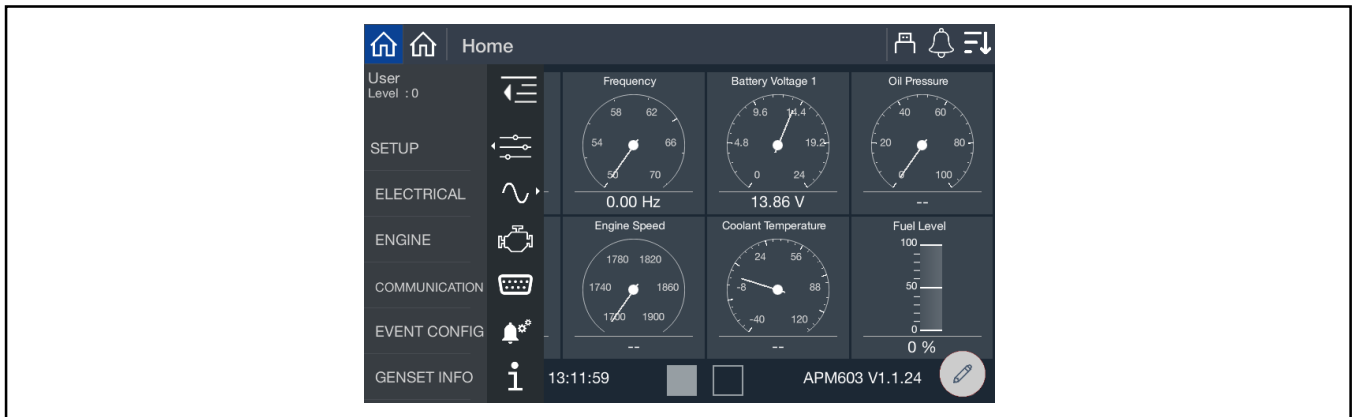 Home
User
Level : 0
SETUP
ELECTRICAL
ENGINE
COMMUNICATION
EVENT CONFIG
GENSET INFO
Frequency
58 62
54 66
50 70
0.00 Hz
Battery Voltage 1
9.6 14.4
4.8 19.2
0 24
13.86 V
Oil Pressure
40 60
20 80
0 100
--
Engine Speed
1780 1820
1740 1860
1700 1900
--
Coolant Temperature
24 56
-8 88
-40 120
--
Fuel Level
100
50
0
0 %
13:11:59
APM603 V1.1.24